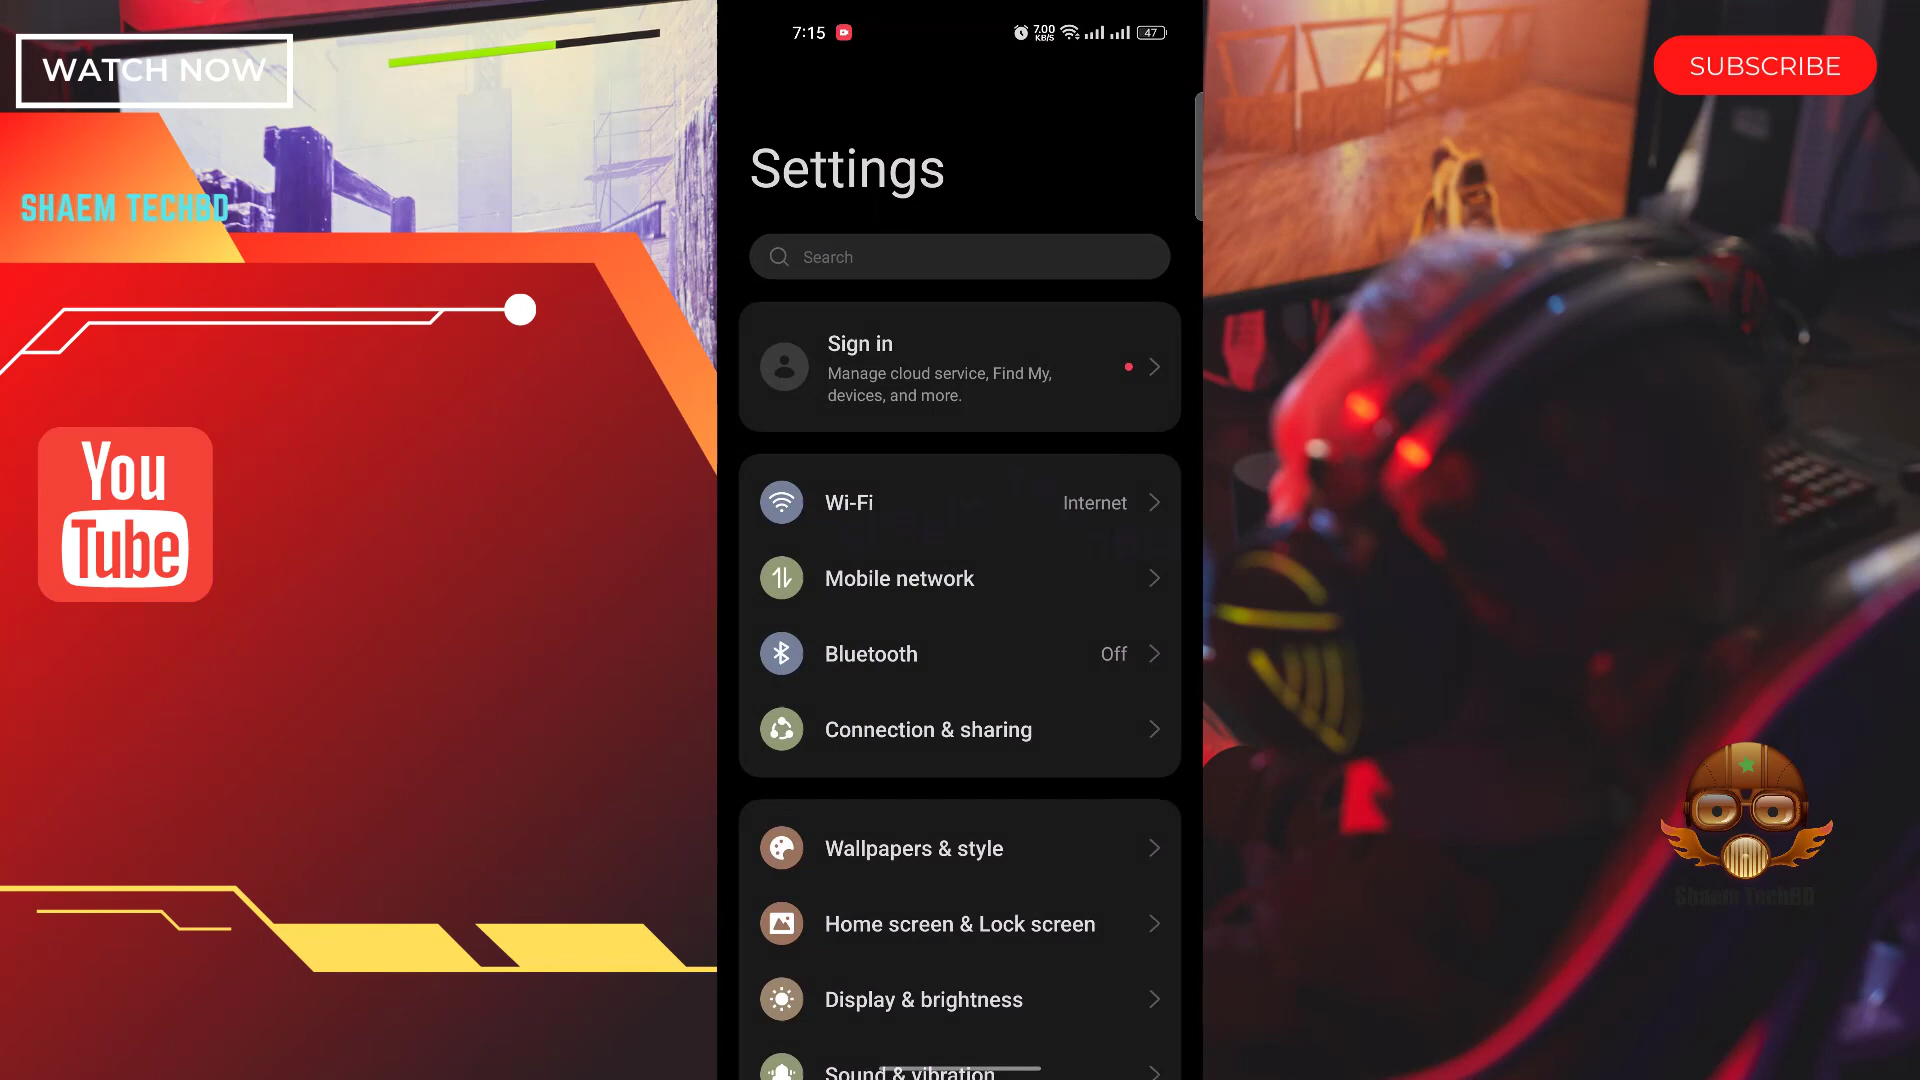 WATCH NOW
SHAEM TECHBD
You
Tube
7:15
7.00
KB/S
47
Settings
Search
Sign in
Manage cloud service, Find My,
devices, and more.
Wi-Fi
Internet
Mobile network
Bluetooth
Off
Connection & sharing
Wallpapers & style
Home screen & Lock screen
Display & brightness
Sound & vibration
SUBSCRIBE
Shaem TechBD